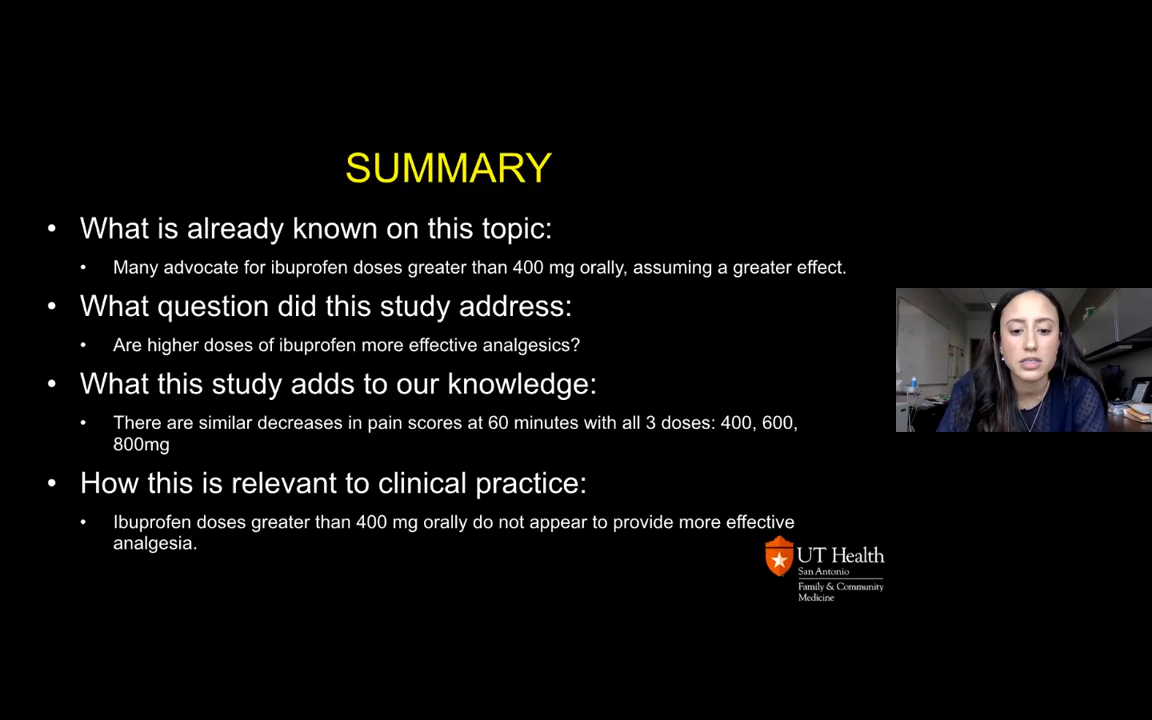 SUMMARY
• What is already known on this topic:
• Many advocate for ibuprofen doses greater than 400 mg orally, assuming a greater effect.
• What question did this study address:
• Are higher doses of ibuprofen more effective analgesics?
• What this study adds to our knowledge:
• There are similar decreases in pain scores at 60 minutes with all 3 doses: 400, 600,
800mg
• How this is relevant to clinical practice:
• Ibuprofen doses greater than 400 mg orally do not appear to provide more effective
analgesia.
UT Health
San Antonio
Family & Community
Medicine